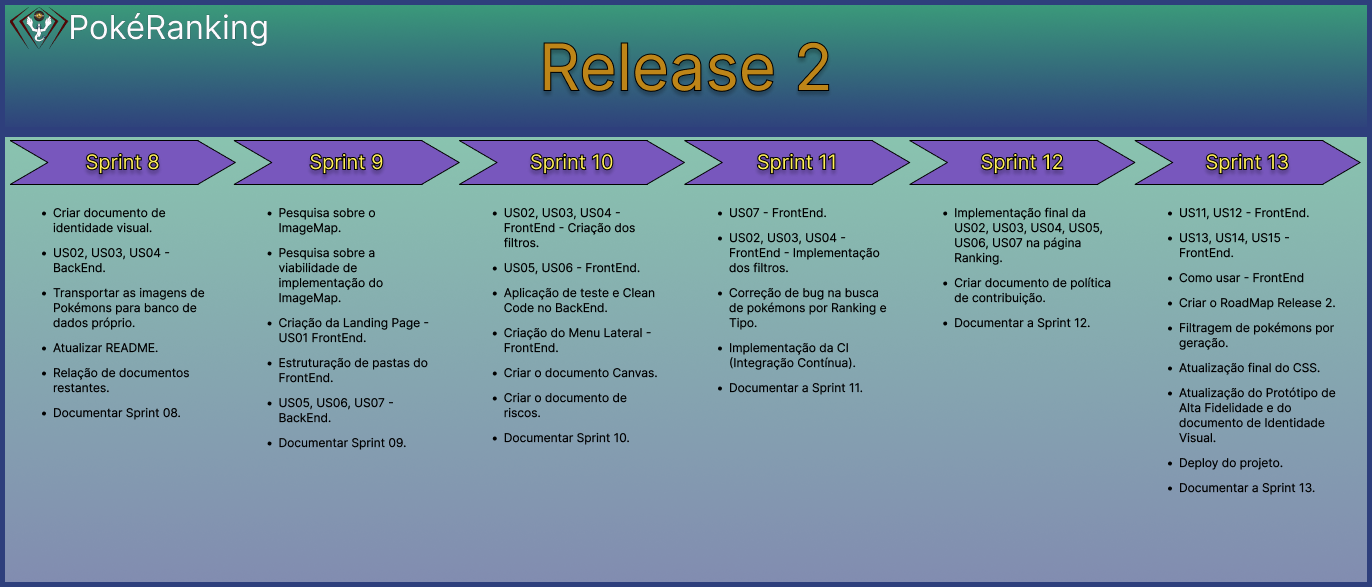 PokéRanking
Release 2
Sprint 8
• Criar documento de
identidade visual.
• US02, US03, US04 -
BackEnd.
• Transportar as imagens de
Pokémons para banco de
dados próprio.
• Atualizar README.
• Relação de documentos
restantes.
• Documentar Sprint 08.
Sprint 9
• Pesquisa sobre o
ImageMap.
• Pesquisa sobre a
viabilidade de
implementação do
ImageMap.
• Criação da Landing Page -
US01 FrontEnd.
• Estruturação de pastas do
FrontEnd.
• US05, US06, US07 -
BackEnd.
• Documentar Sprint 09.
Sprint 10
• US02, US03, US04 -
FrontEnd - Criação dos
filtros.
• US05, US06 - FrontEnd.
• Aplicação de teste e Clean
Code no BackEnd.
• Criação do Menu Lateral -
FrontEnd.
• Criar o documento Canvas.
• Criar o documento de
riscos.
• Documentar Sprint 10.
Sprint 11
• US07 - FrontEnd.
• US02, US03, US04 -
FrontEnd - Implementação
dos filtros.
• Correção de bug na busca
de pokémons por Ranking e
Tipo.
• Implementação da CI
(Integração Contínua).
• Documentar a Sprint 11.
Sprint 12
• Implementação final da
US02, US03, US04, US05,
US06, US07 na página
Ranking.
• Criar documento de política
de contribuição.
• Documentar a Sprint 12.
Sprint 13
• US11, US12 - FrontEnd.
• US13, US14, US15 -
FrontEnd.
• Como usar - FrontEnd
• Criar o RoadMap Release 2.
• Filtragem de pokémons por
geração.
• Atualização final do CSS.
• Atualização do Protótipo de
Alta Fidelidade e do
documento de Identidade
Visual.
• Deploy do projeto.
• Documentar a Sprint 13.